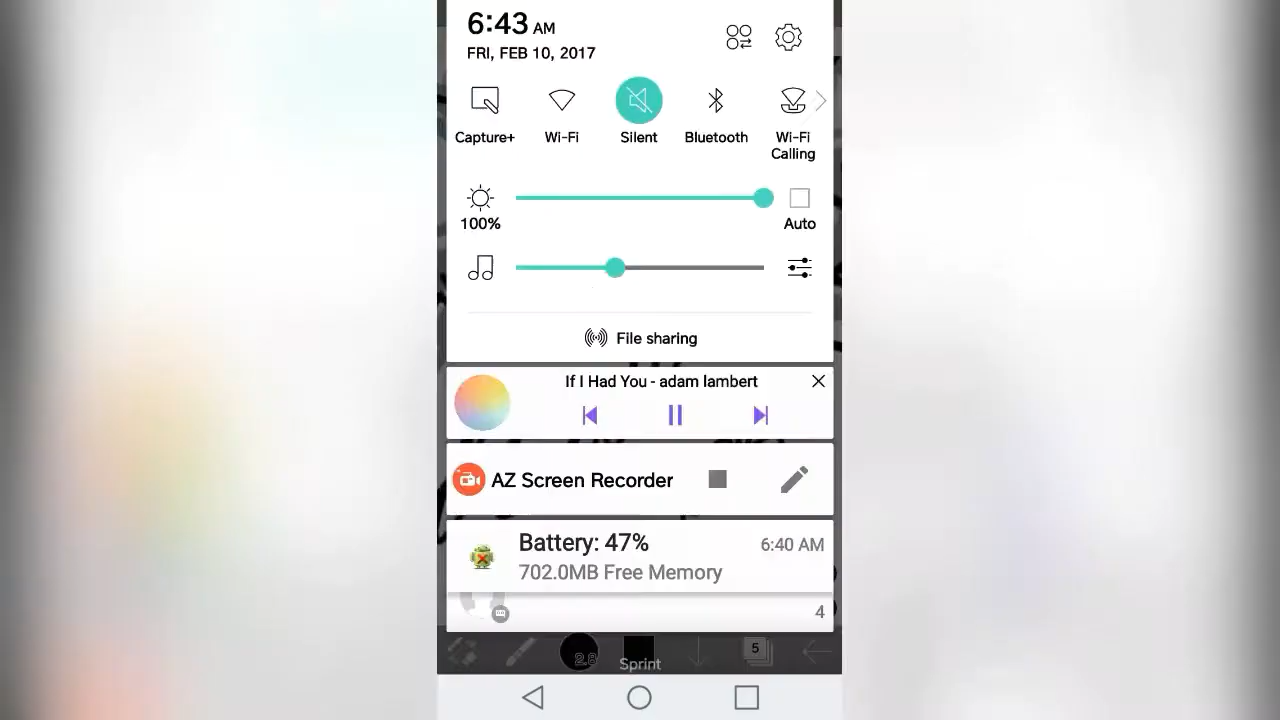 6:43 AM
FRI, FEB 10, 2017
Capture+
Wi-Fi
Silent
Bluetooth
Wi-Fi
Calling
100%
Auto
File sharing
If I Had You - adam lambert
AZ Screen Recorder
Battery: 47%
6:40 AM
702.0MB Free Memory
4
2.8
5
Sprint